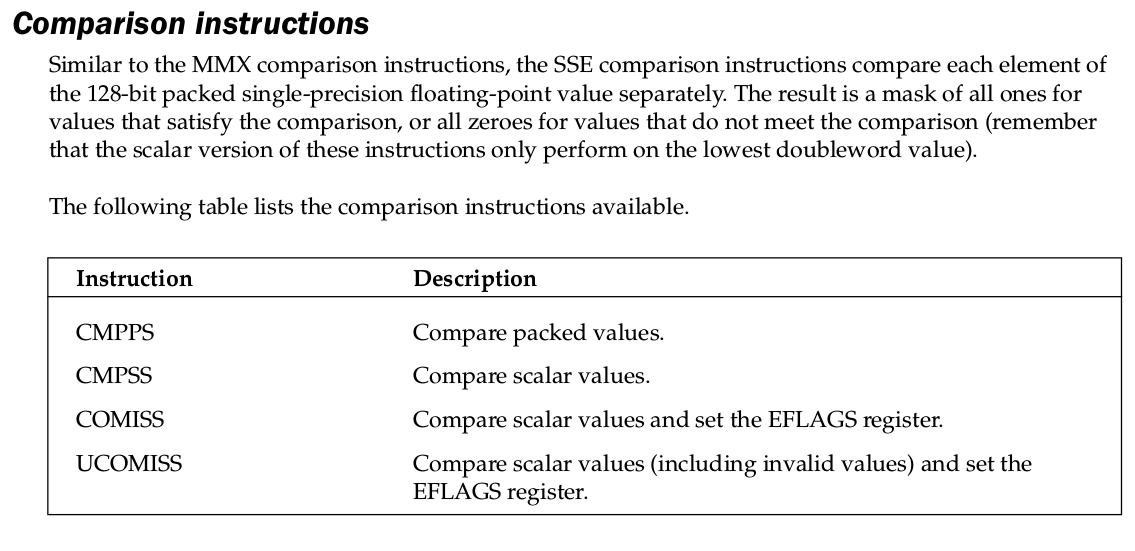 Comparison instructions
Similar to the MMX comparison instructions, the SSE comparison instructions compare each element of
the 128-bit packed single-precision floating-point value separately. The result is a mask of all ones for
values that satisfy the comparison, or all zeroes for values that do not meet the comparison (remember
that the scalar version of these instructions only perform on the lowest doubleword value).
The following table lists the comparison instructions available.
Instruction Description
CMPPS Compare packed values.
CMPSS Compare scalar values.
COMISS Compare scalar values and set the EFLAGS register.
UCOMISS Compare scalar values (including invalid values) and set the
EFLAGS register.